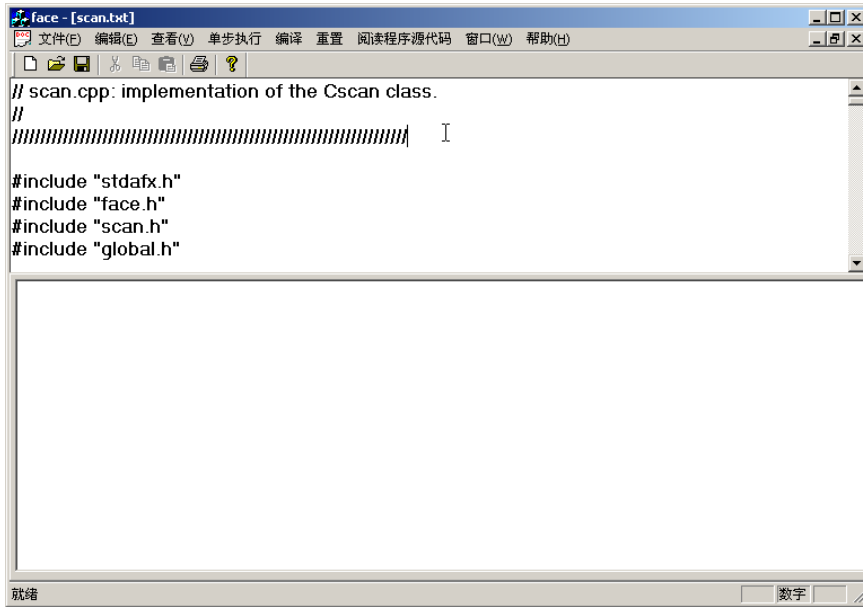 face - [scan.txt]
文件(F) 编辑(E) 查看(V) 单步执行 编译 重置 阅读程序源代码 窗口(W) 帮助(H)
// scan.cpp: implementation of the Cscan class.
//
//////////////////////////////////////////////////////////////////////
#include "stdafx.h"
#include "face.h"
#include "scan.h"
#include "global.h"
就绪 数字